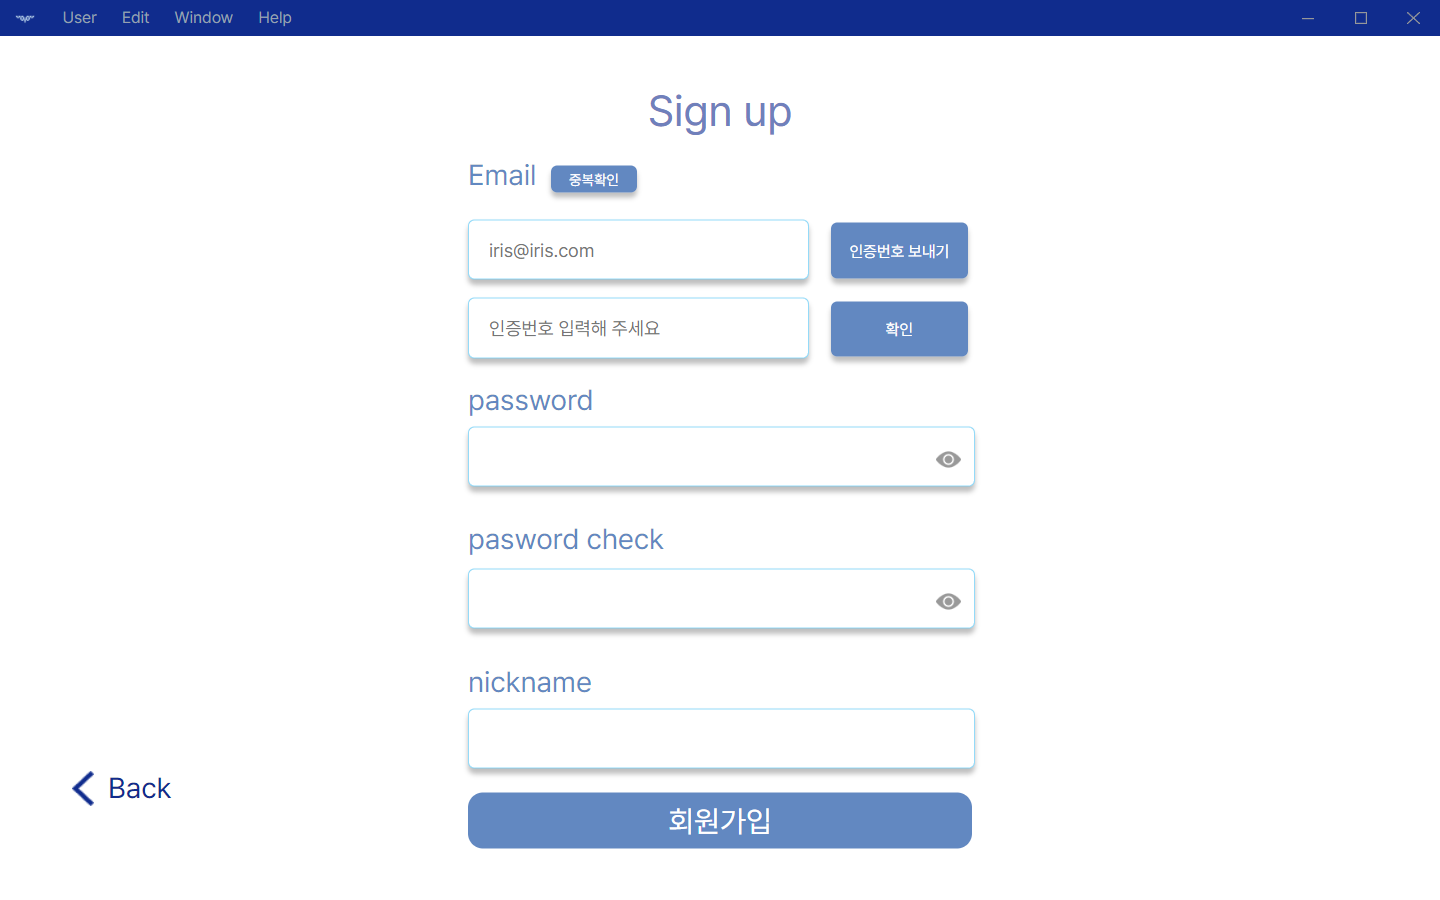 User Edit Window Help
Sign up
Email 중복확인
iris@iris.com 인증번호 보내기
인증번호 입력해 주세요 확인
password
pasword check
nickname
Back
회원가입